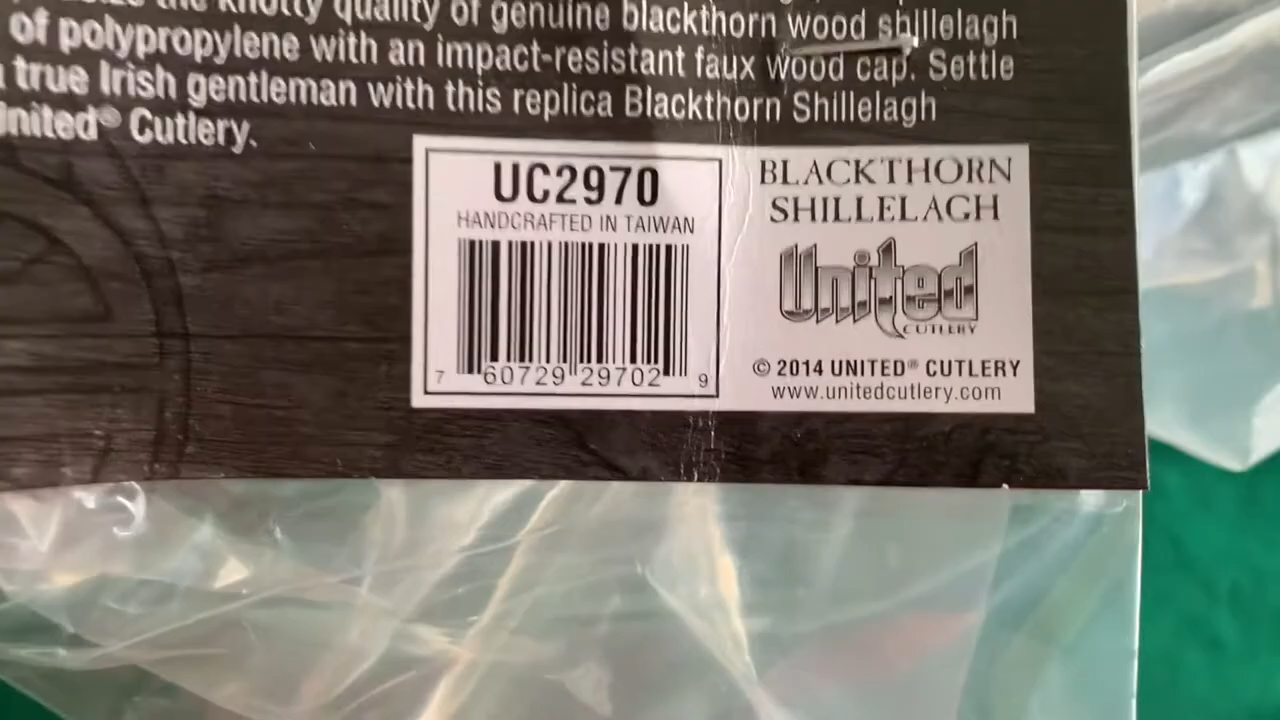 the knotty quality of genuine blackthorn wood shillelagh
of polypropylene with an impact-resistant faux wood cap. Settle
true Irish gentleman with this replica Blackthorn Shillelagh
United® Cutlery.
UC2970
HANDCRAFTED IN TAIWAN
7 60729 29702 9
BLACKTHORN
SHILLELAGH
United
CUTLERY
© 2014 UNITED® CUTLERY
www.unitedcutlery.com